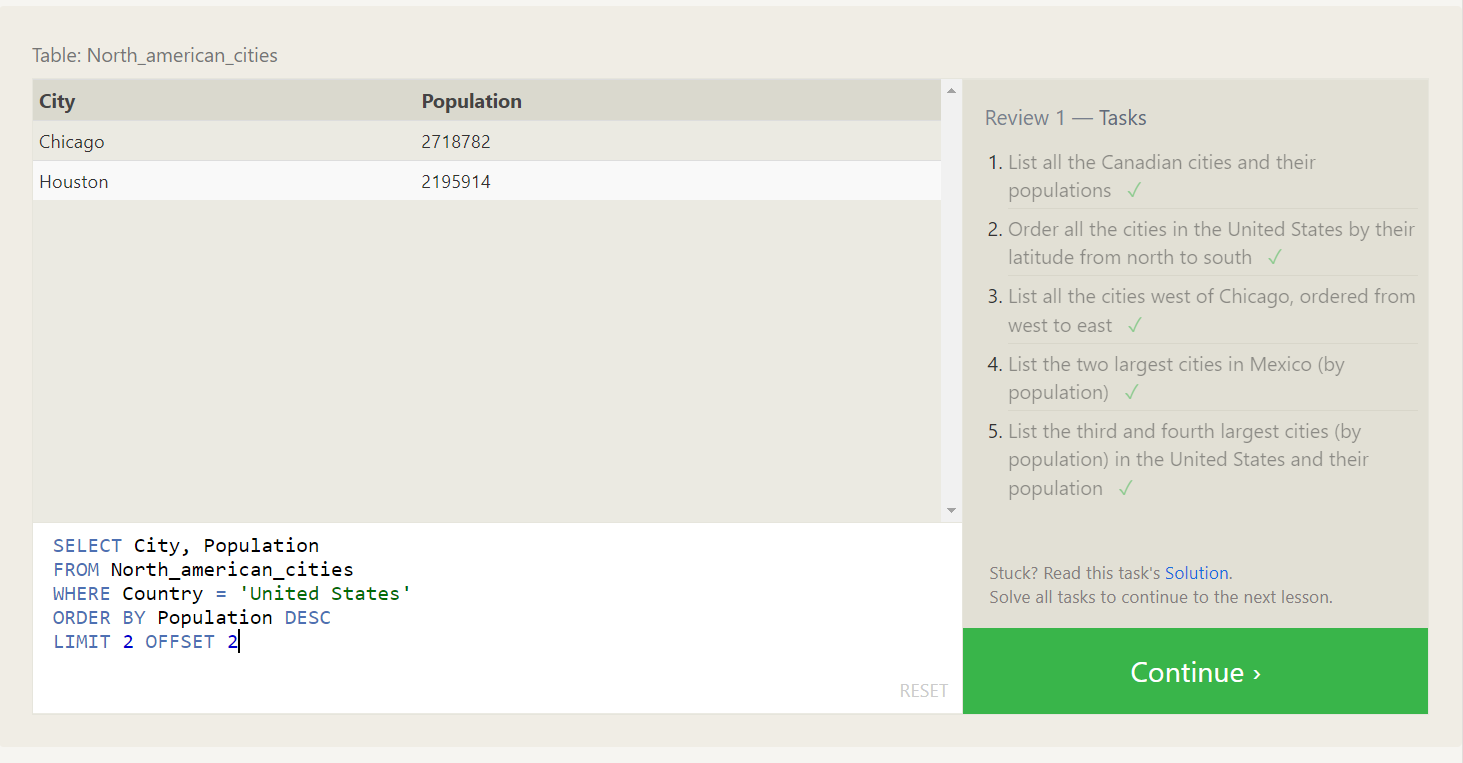 Table: North_american_cities
City Population
Chicago 2718782
Houston 2195914
SELECT City, Population
FROM North_american_cities
WHERE Country = 'United States'
ORDER BY Population DESC
LIMIT 2 OFFSET 2
RESET
Review 1 — Tasks
1. List all the Canadian cities and their
populations ✓
2. Order all the cities in the United States by their
latitude from north to south ✓
3. List all the cities west of Chicago, ordered from
west to east ✓
4. List the two largest cities in Mexico (by
population) ✓
5. List the third and fourth largest cities (by
population) in the United States and their
population ✓
Stuck? Read this task's Solution.
Solve all tasks to continue to the next lesson.
Continue ›